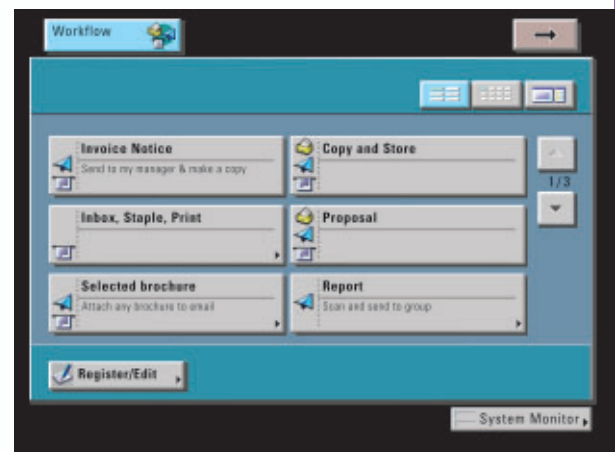 Workflow
Invoice Notice
Send to my manager & make a copy
Copy and Store
1/3
Inbox, Staple, Print
Proposal
Selected brochure
Attach any brochure to email
Report
Scan and send to group
Register/Edit
System Monitor